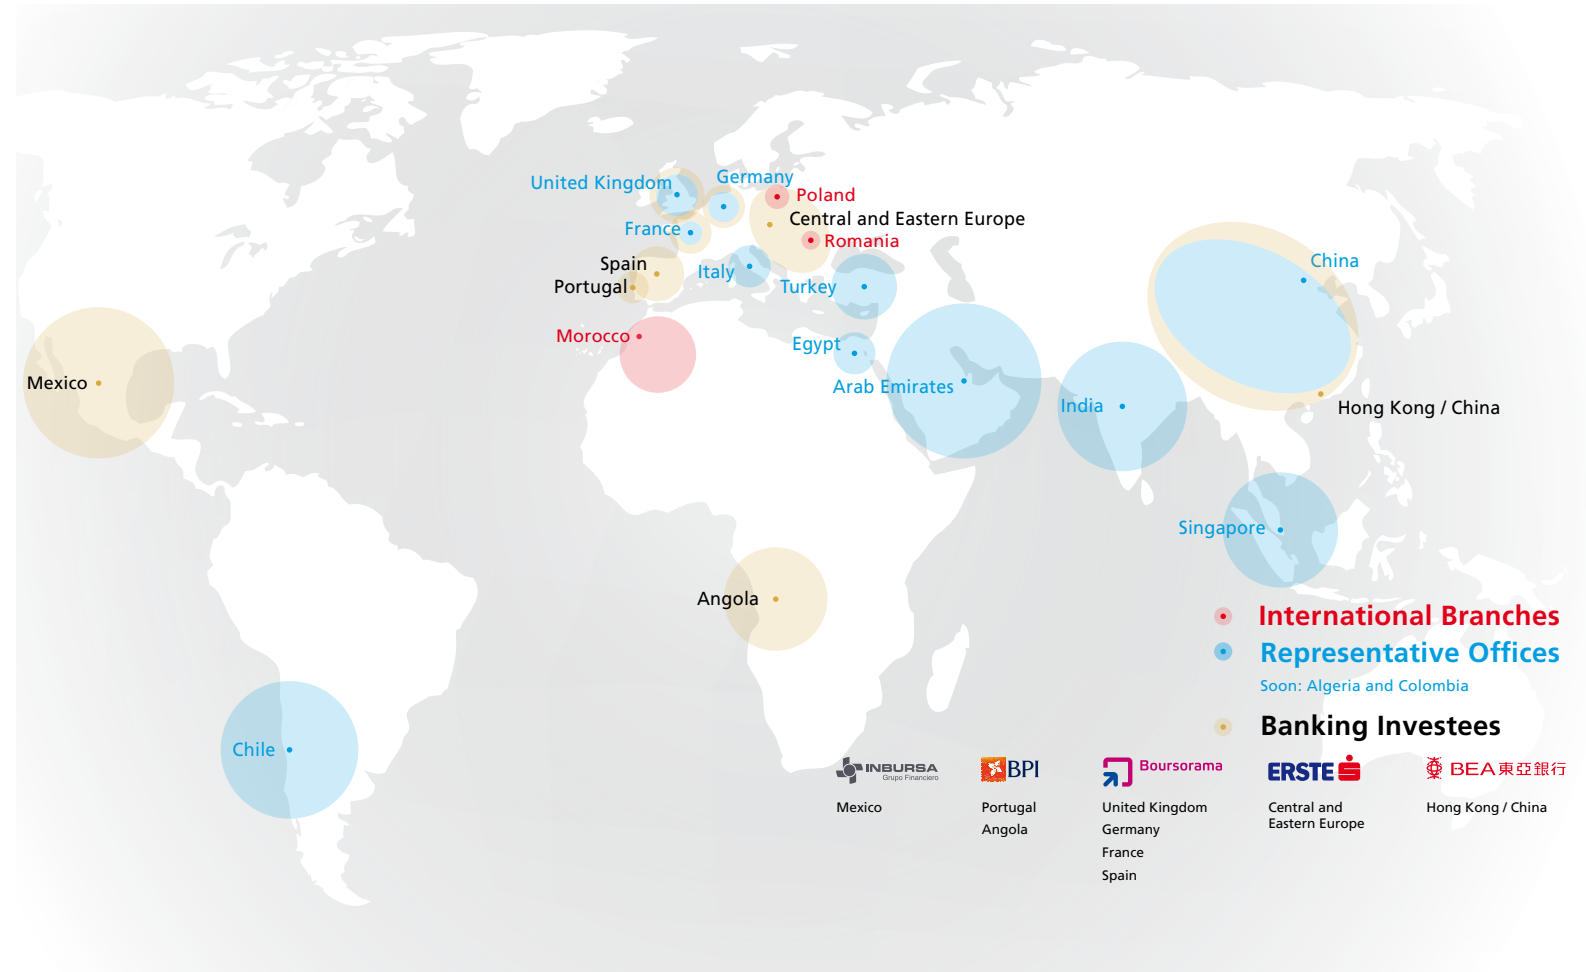 United Kingdom
Germany
Poland
Central and Eastern Europe
France
Romania
Spain
Italy
Portugal
Turkey
China
Morocco
Egypt
Mexico
Arab Emirates
India
Hong Kong / China
Singapore
Angola
Chile
International Branches
Representative Offices
Soon: Algeria and Colombia
Banking Investees
INBURSA
Grupo Financiero
Mexico
BPI
Portugal
Angola
Boursorama
United Kingdom
Germany
France
Spain
ERSTE
Central and
Eastern Europe
BEA東亞銀行
Hong Kong / China